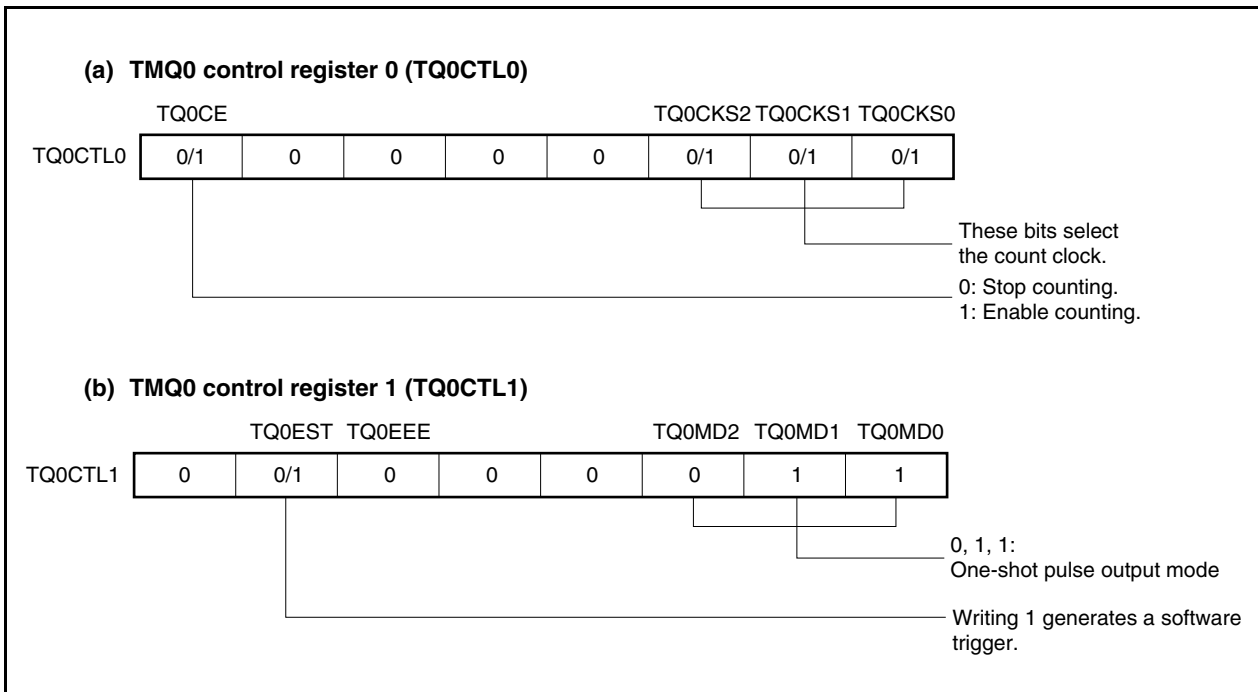 (a) TMQ0 control register 0 (TQ0CTL0)
TQ0CE TQ0CKS2 TQ0CKS1 TQ0CKS0
TQ0CTL0 0/1 0 0 0 0 0/1 0/1 0/1
These bits select
the count clock.
0: Stop counting.
1: Enable counting.
(b) TMQ0 control register 1 (TQ0CTL1)
TQ0EST TQ0EEE TQ0MD2 TQ0MD1 TQ0MD0
TQ0CTL1 0 0/1 0 0 0 0 1 1
0, 1, 1:
One-shot pulse output mode
Writing 1 generates a software
trigger.